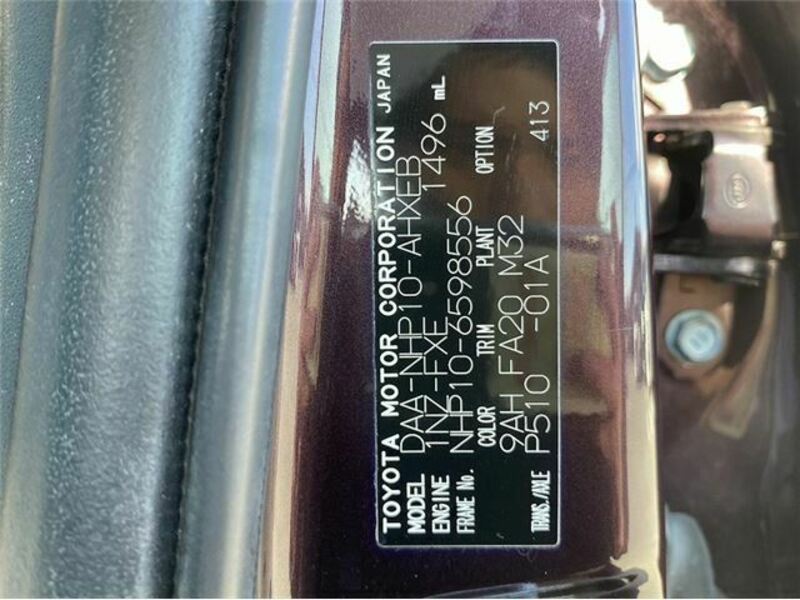 TOYOTA MOTOR CORPORATION JAPAN
MODEL DAA-NHP10-AHXEB
ENGINE 1NZ-FXE 1496 mL
FRAME No. NHP10-6598556
COLOR TRIM PLANT OPTION
9AH FA20 M32
TRANS./AXLE P510 -01A 413